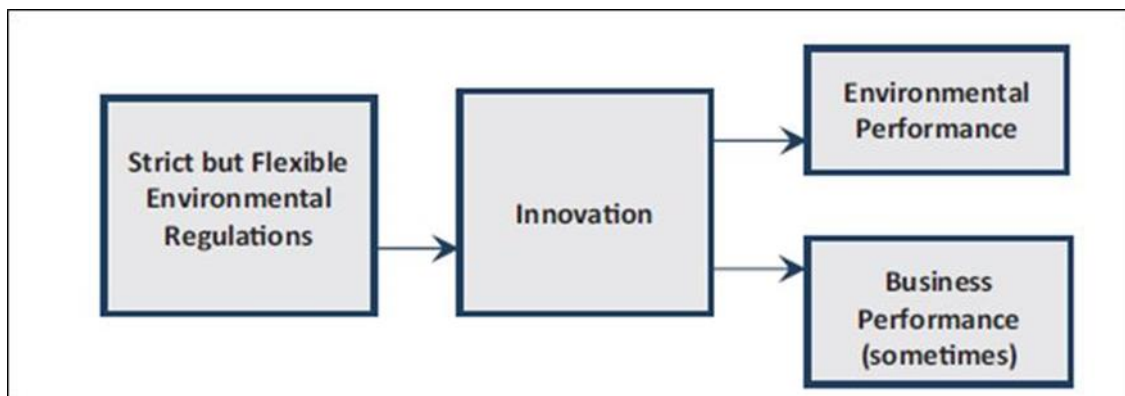 Strict but Flexible
Environmental
Regulations
Innovation
Environmental
Performance
Business
Performance
(sometimes)